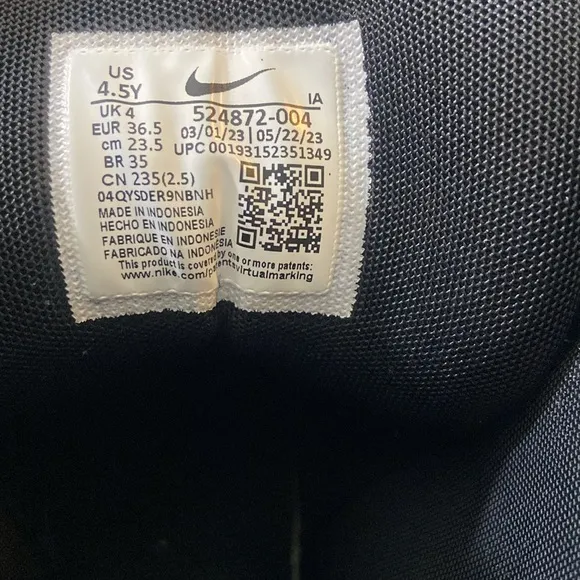 US
4.5Y
UK 4
EUR 36.5
cm 23.5
BR 35
CN 235(2.5)
04QYSDER9NBNH
IA
524872-004
03/01/23 | 05/22/23
UPC 00193152351349
MADE IN INDONESIA
HECHO EN INDONESIA
FABRIQUE EN INDONESIE
FABRICADO NA INDONESIA
This product is covered by one or more patents:
www.nike.com/patentsvirtualmarking